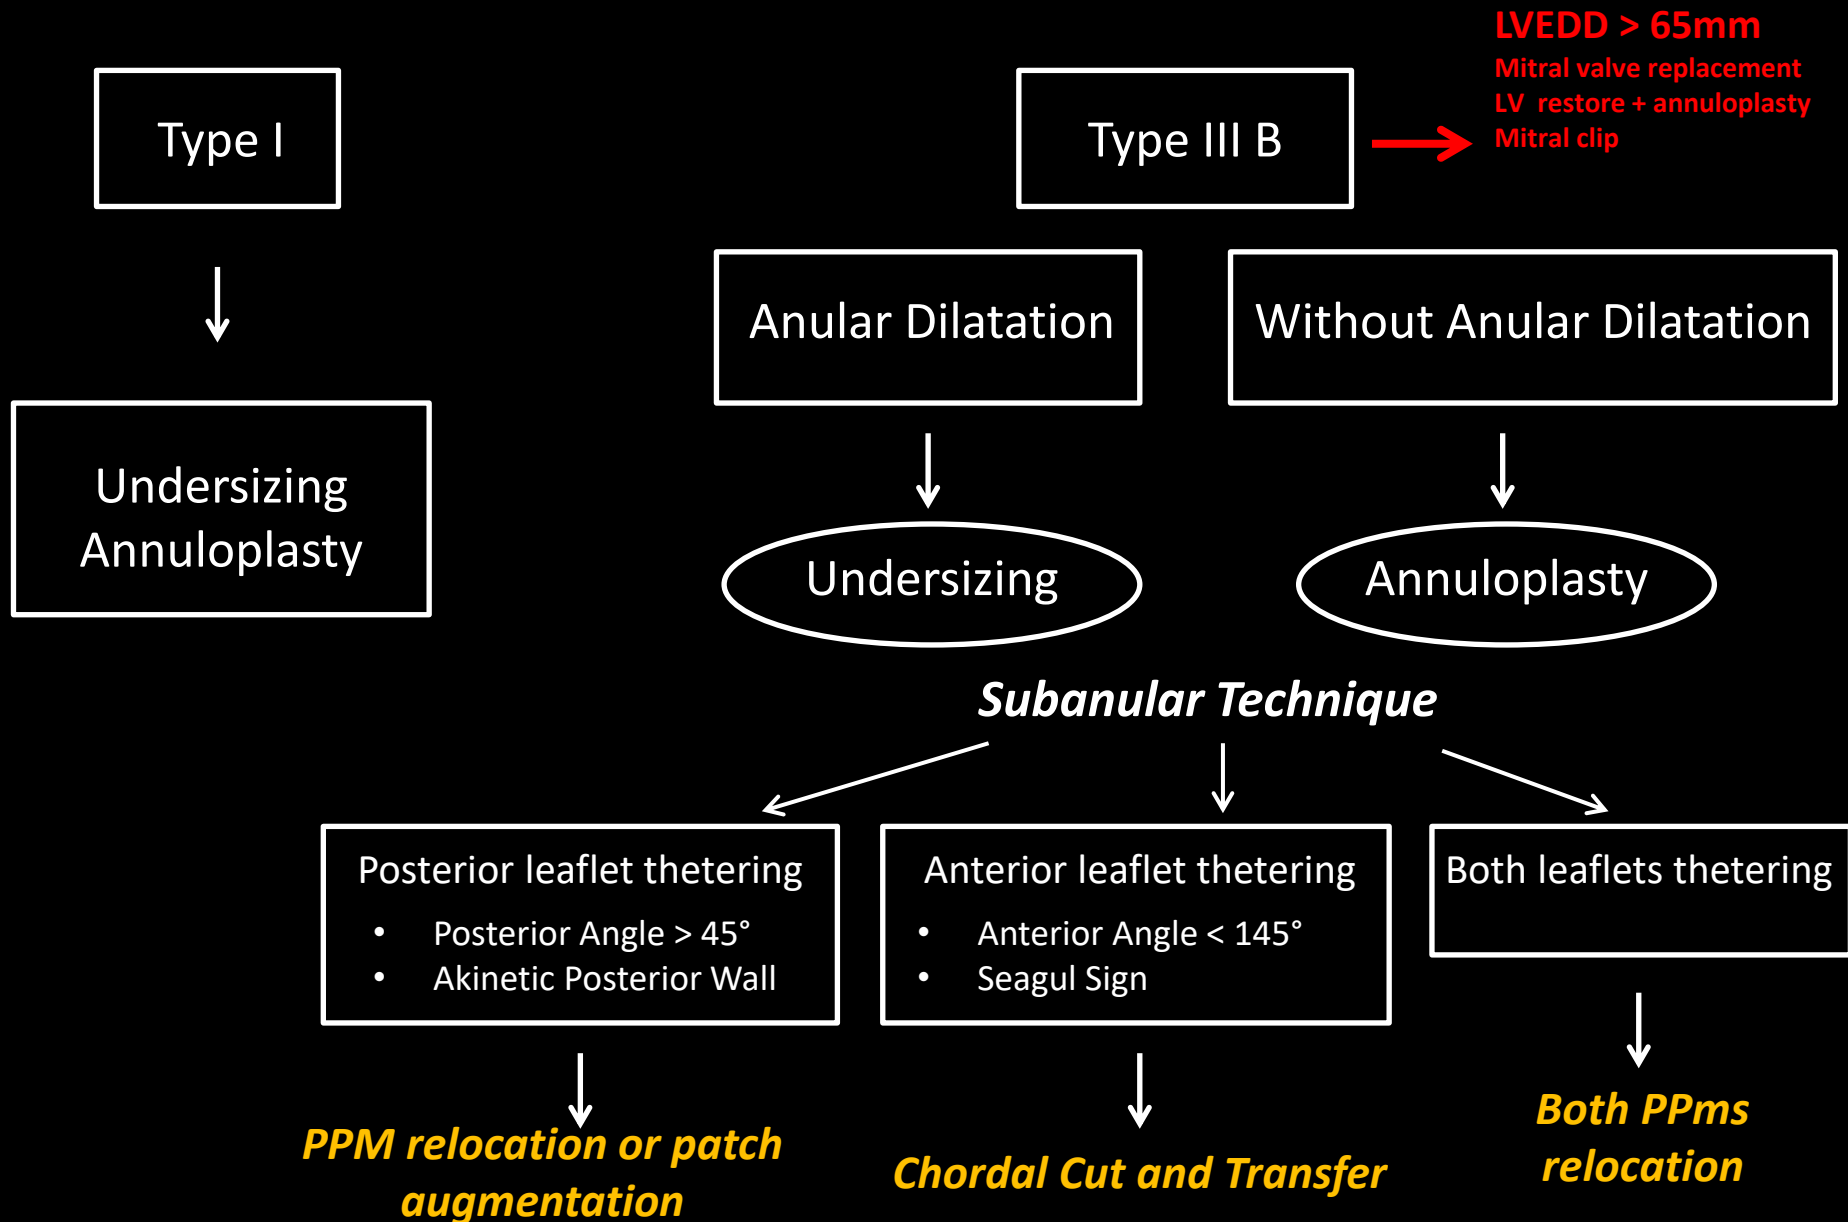 LVEDD > 65mm
Mitral valve replacement
LV restore + annuloplasty
Mitral clip
Type I
Type III B
Anular Dilatation
Without Anular Dilatation
Undersizing
Annuloplasty
Undersizing
Annuloplasty
Subanular Technique
Posterior leaflet thetering
• Posterior Angle > 45°
• Akinetic Posterior Wall
Anterior leaflet thetering
• Anterior Angle < 145°
• Seagul Sign
Both leaflets thetering
PPM relocation or patch
augmentation
Chordal Cut and Transfer
Both PPms
relocation